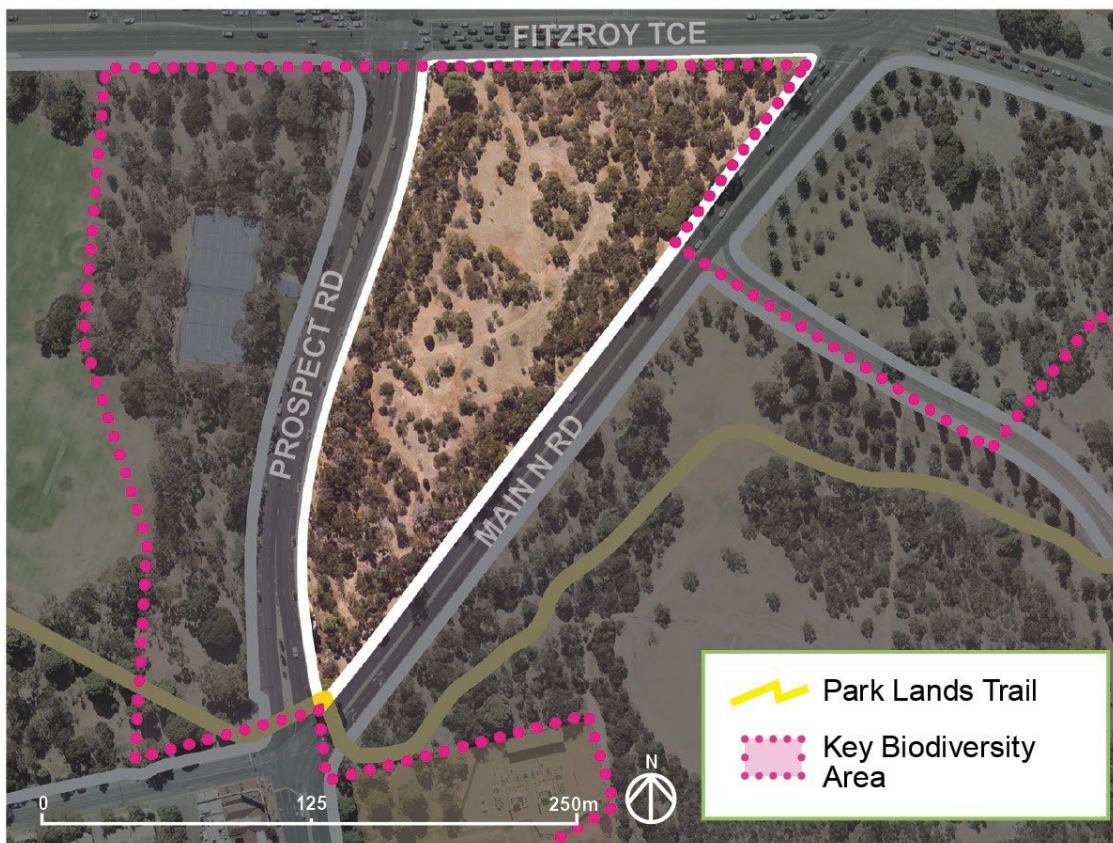 FITZROY TCE
PROSPECT RD
MAIN N RD
Park Lands Trail
Key Biodiversity
Area
N
0
125
250m